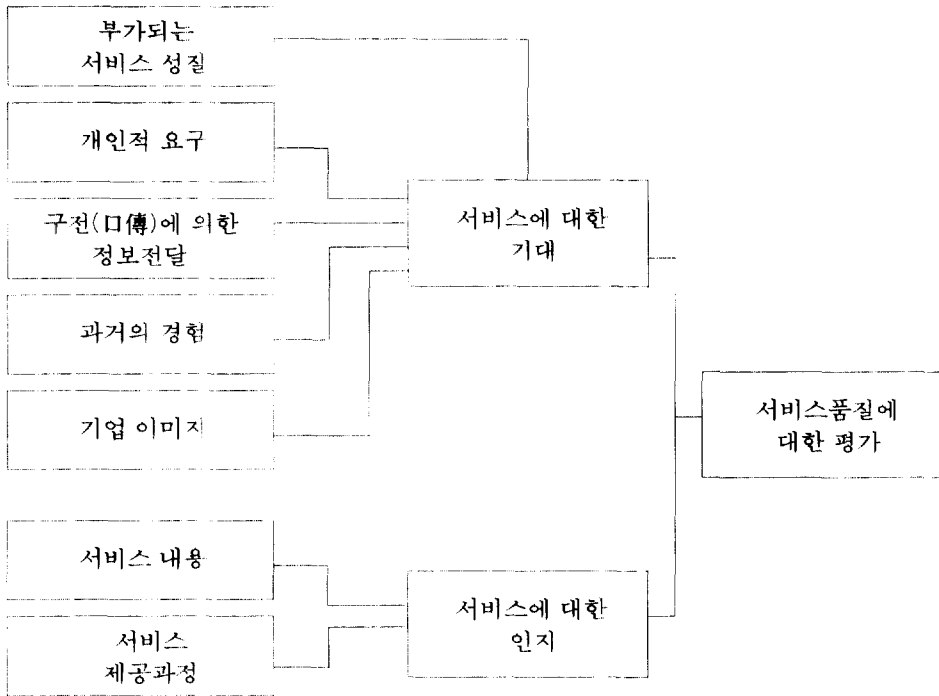 부가되는
서비스 성질
개인적 요구
구전(口傳)에 의한
정보전달
과거의 경험
기업 이미지
서비스에 대한
기대
서비스품질에
대한 평가
서비스 내용
서비스
제공과정
서비스에 대한
인지